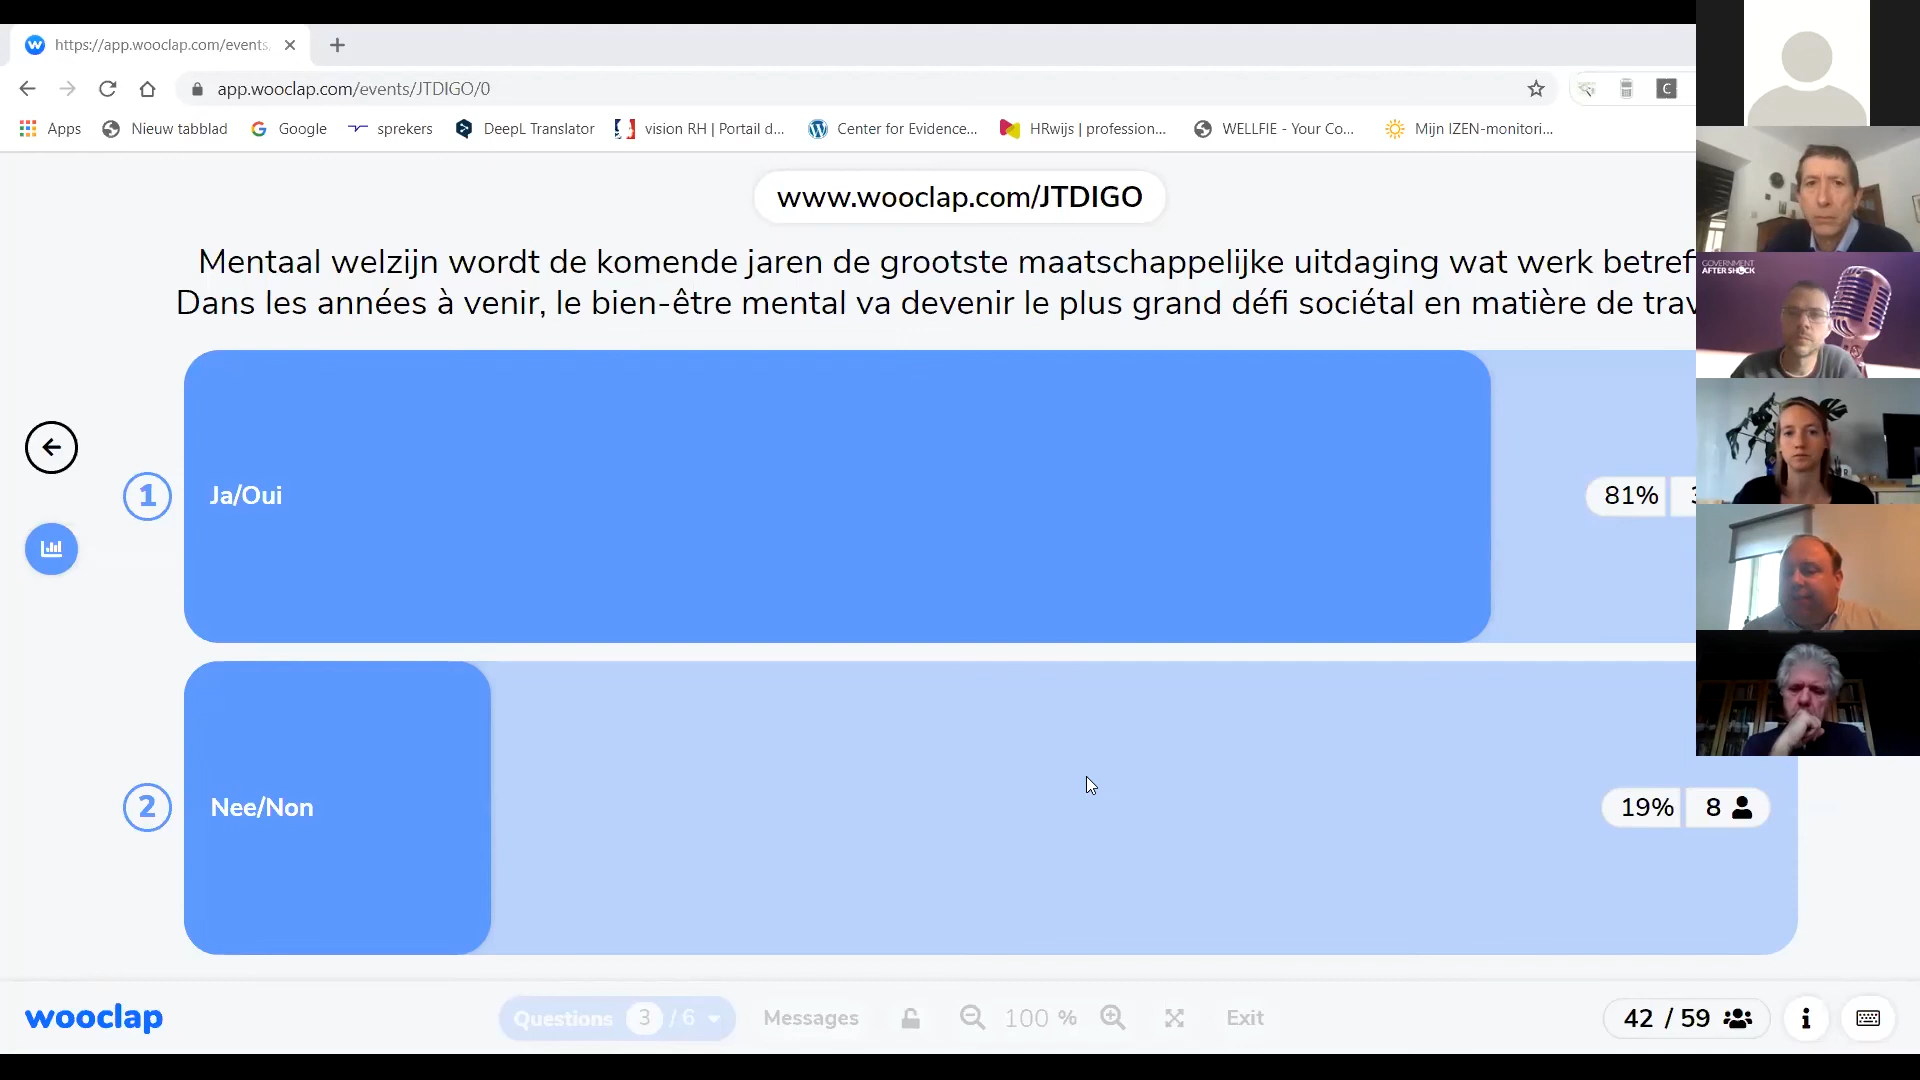 https://app.wooclap.com/events
app.wooclap.com/events/JTDIGO/0
Apps
Nieuw tabblad
Google
sprekers
DeepL Translator
vision RH | Portail d...
Center for Evidence...
HRwijs | profession...
WELLFIE - Your Co...
Mijn IZEN-monitori...
www.wooclap.com/JTDIGO
GOVERNMENT
AFTER SHOCK
Mentaal welzijn wordt de komende jaren de grootste maatschappelijke uitdaging wat werk
Dans les années à venir, le bien-être mental va devenir le plus grand défi sociétal en matière de
1
Ja/Oui
81%
2
Nee/Non
19%
8
wooclap
Questions 3 / 6
Messages
100 %
Exit
42 / 59